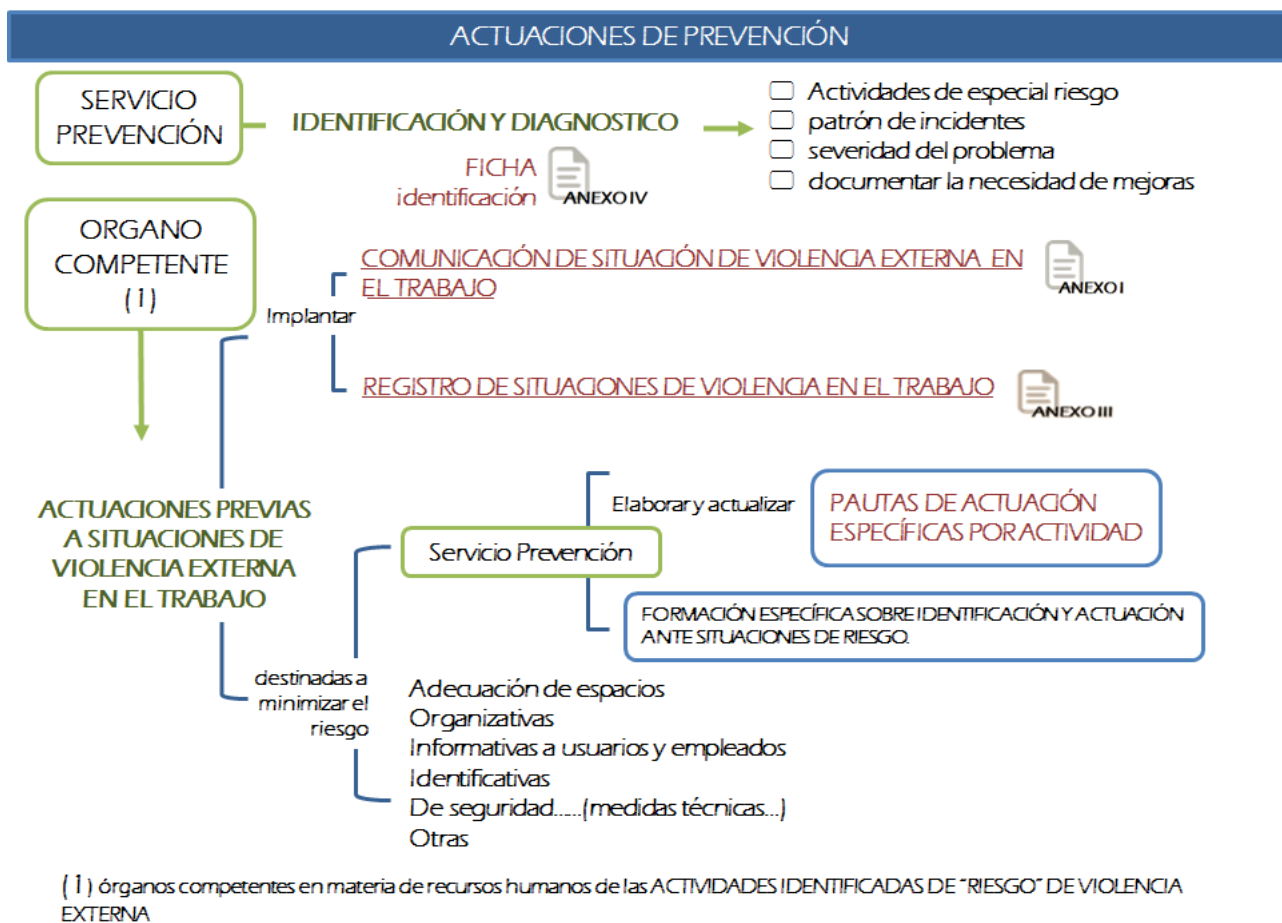 ACTUACIONES DE PREVENCIÓN
SERVICIO
PREVENCIÓN
IDENTIFICACIÓN Y DIAGNOSTICO
Actividades de especial riesgo
patrón de incidentes
severidad del problema
documentar la necesidad de mejoras
FICHA
identificación
ANEXO IV
ORGANO
COMPETENTE
(1)
Implantar
COMUNICACIÓN DE SITUACIÓN DE VIOLENCIA EXTERNA EN
EL TRABAJO
ANEXO I
REGISTRO DE SITUACIONES DE VIOLENCIA EN EL TRABAJO
ANEXO III
ACTUACIONES PREVIAS
A SITUACIONES DE
VIOLENCIA EXTERNA
EN EL TRABAJO
Servicio Prevención
Elaborar y actualizar
PAUTAS DE ACTUACIÓN
ESPECÍFICAS POR ACTIVIDAD
FORMACIÓN ESPECÍFICA SOBRE IDENTIFICACIÓN Y ACTUACIÓN
ANTE SITUACIONES DE RIESGO.
destinadas a
minimizar el
riesgo
Adecuación de espacios
Organizativas
Informativas a usuarios y empleados
Identificativas
De seguridad......(medidas técnicas...)
Otras
(1) órganos competentes en materia de recursos humanos de las ACTIVIDADES IDENTIFICADAS DE "RIESGO" DE VIOLENCIA
EXTERNA